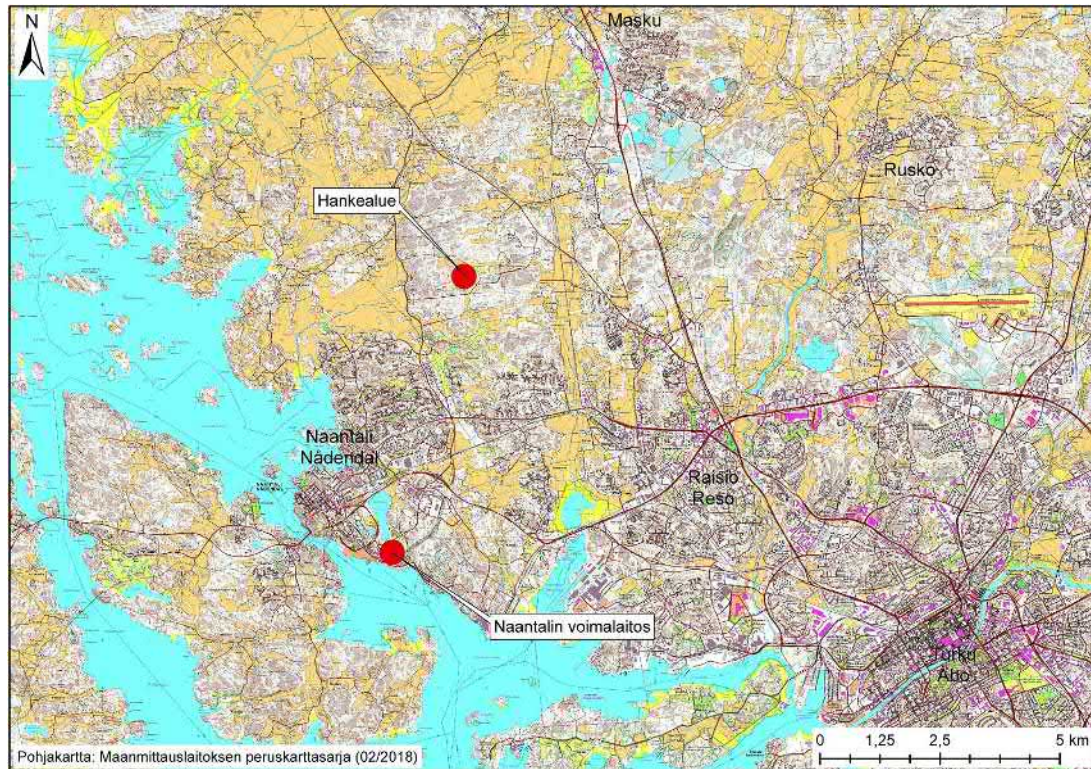 N
Masku
Rusko
Hankealue
Naantali
Nådendal
Raisio
Reso
Naantalin voimalaitos
Turku
Åbo
Pohjakartta: Maanmittauslaitoksen peruskarttasarja (02/2018)
0 1,25 2,5 5 km